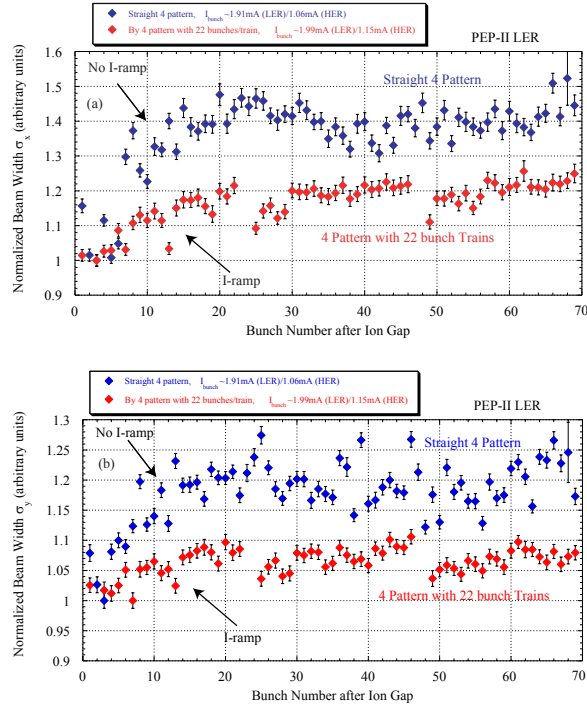 Straight 4 pattern, I bunch ~1.91mA (LER)/1.06mA (HER)
By 4 pattern with 22 bunches/train, I bunch ~1.99mA (LER)/1.15mA (HER)
PEP-II LER
1.6
1.5
1.4
1.3
1.2
1.1
1
0.9
Normalized Beam Width σx (arbitrary units)
No I-ramp
Straight 4 Pattern
(a)
4 Pattern with 22 bunch Trains
I-ramp
0 10 20 30 40 50 60 70
Bunch Number after Ion Gap
Straight 4 pattern, I bunch ~1.91mA (LER)/1.06mA (HER)
By 4 pattern with 22 bunches/train, I bunch ~1.99mA (LER)/1.15mA (HER)
PEP-II LER
1.3
1.25
1.2
1.15
1.1
1.05
1
0.95
0.9
Normalized Beam Width σy (arbitrary units)
No I-ramp
Straight 4 Pattern
(b)
4 Pattern with 22 bunch Trains
I-ramp
0 10 20 30 40 50 60 70
Bunch Number after Ion Gap